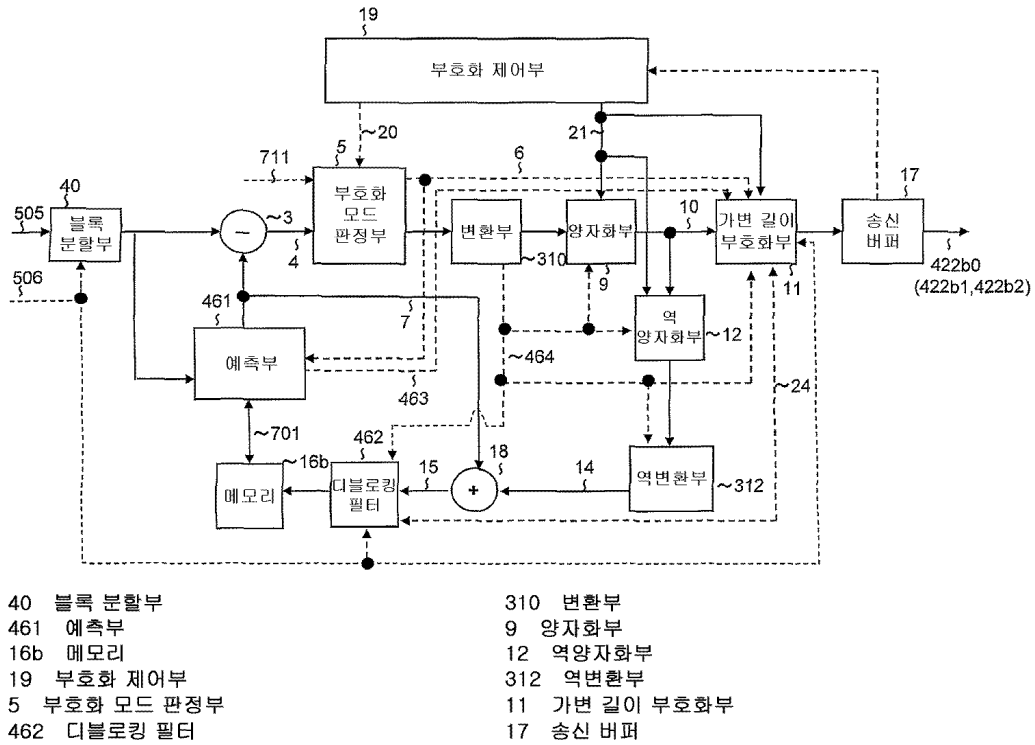 19
부호화 제어부
20
21
711
5
6
17
40
부호화
모드
판정부
505
블록
분할부
3
−
4
변환부
310
양자화부
9
10
가변 길이
부호화부
11
송신
버퍼
422b0
(422b1,422b2)
506
461
7
역
양자화부
12
예측부
463
464
24
701
462
16b
메모리
디블로킹
필터
15
18
+
14
역변환부
312
40 블록 분할부
461 예측부
16b 메모리
19 부호화 제어부
5 부호화 모드 판정부
462 디블로킹 필터
310 변환부
9 양자화부
12 역양자화부
312 역변환부
11 가변 길이 부호화부
17 송신 버퍼